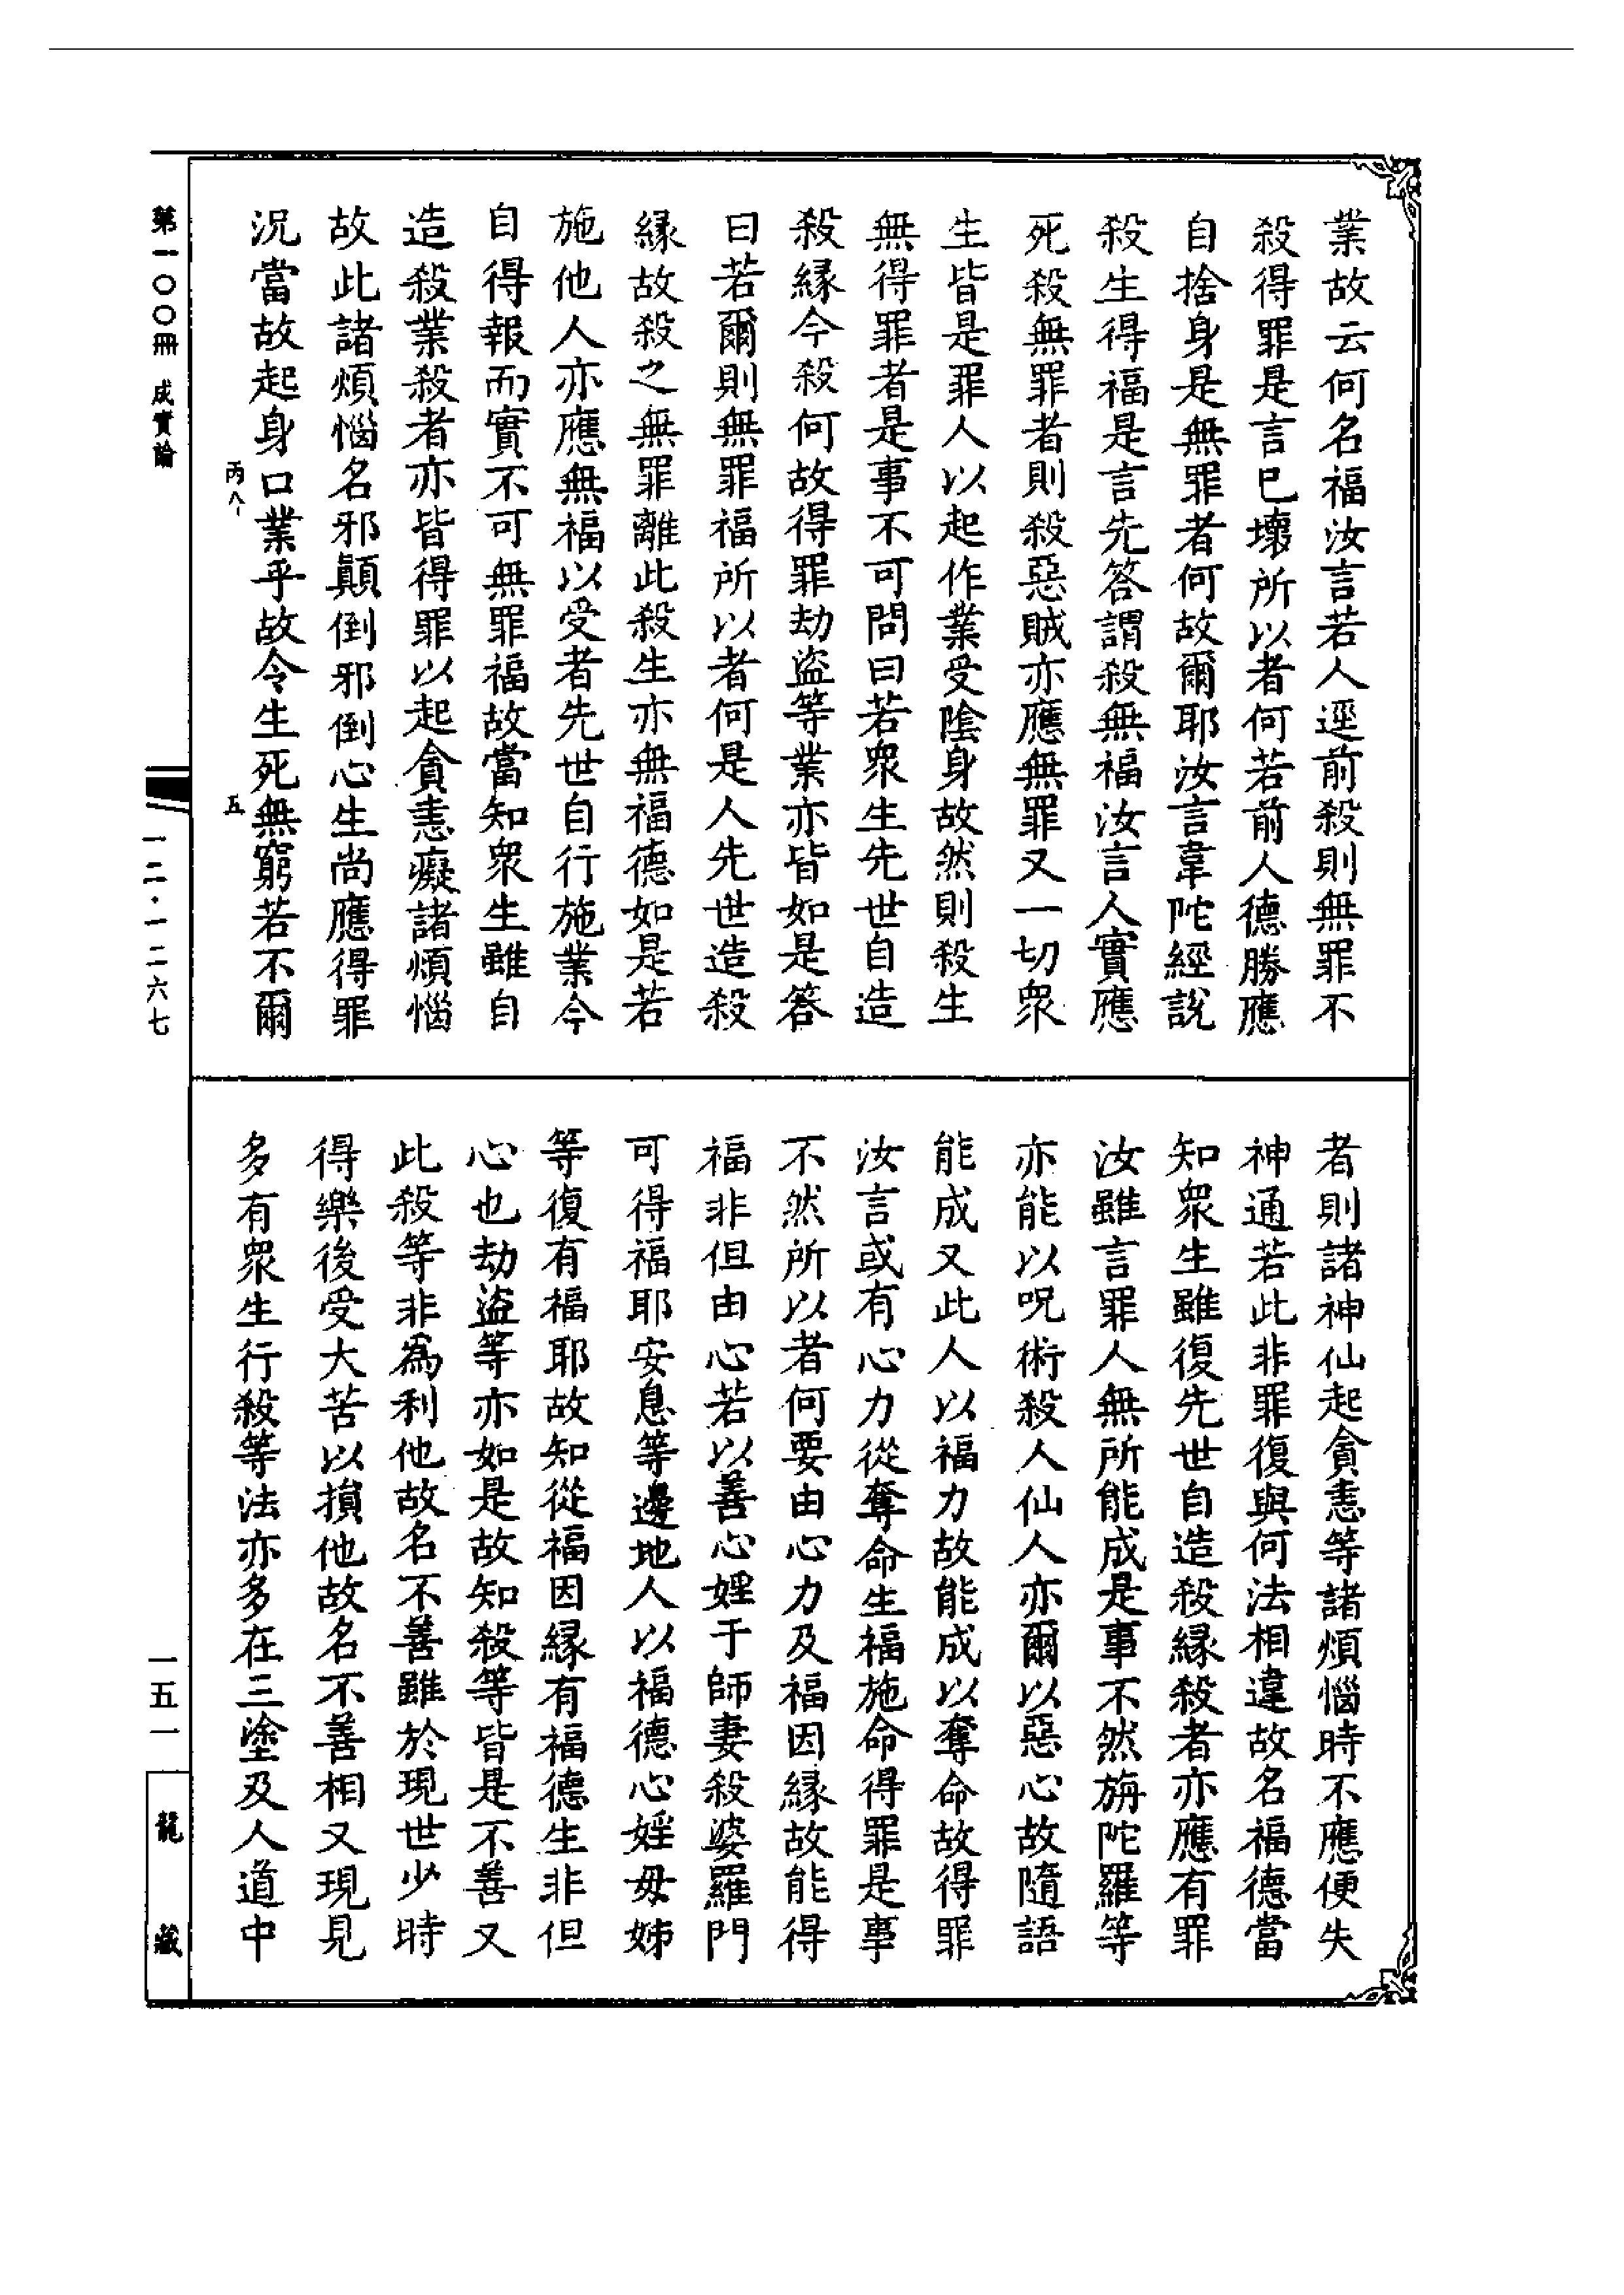 業故云何名福汝言若人逕前殺則無罪不
殺得罪是言已壞所以者何若前人德勝應
自捨身是無罪者何故爾耶汝言韋陀經說
殺生得福是言先答謂殺無福汝言人實應
死殺無罪者則殺惡賊亦應無罪又一切衆
生皆是罪人以起作業受陰身故然則殺生
無得罪者是事不可問曰若衆生先世自造
殺緣今殺何故得罪劫盜等業亦皆如是答
曰若爾則無罪福所以者何是人先世造殺
緣故殺之無罪離此殺生亦無福德如是若
施他人亦應無福以受者先世自行施業今
自得報而實不可無罪福故當知衆生雖自
造殺業殺者亦皆得罪以起貪恚癡諸煩惱
故此諸煩惱名邪顛倒邪倒心生尚應得罪
況當故起身口業乎故令生死無窮若不爾
者則諸神仙起貪恚等諸煩惱時不應便失
神通若此非罪復與何法相違故名福德當
知衆生雖復先世自造殺緣殺者亦應有罪
汝雖言罪人無所能成是事不然旃陀羅等
亦能以呪術殺人仙人亦爾以惡心故隨語
能成又此人以福力故能成以奪命故得罪
汝言或有心力從奪命生福施命得罪是事
不然所以者何要由心力及福因緣故能得
福非但由心若以善心婬于師妻殺婆羅門
可得福耶安息等邊地人以福德心婬母姊
等復有福耶故知從福因緣有福德生非但
心也劫盜等亦如是故知殺等皆是不善又
此殺等非爲利他故名不善雖於現世少時
得樂後受大苦以損他故名不善相又現見
多有衆生行殺等法亦多在三塗及人道中
第一〇〇冊 成實論
丙八 五
一二·一二六七
一五一
龍藏